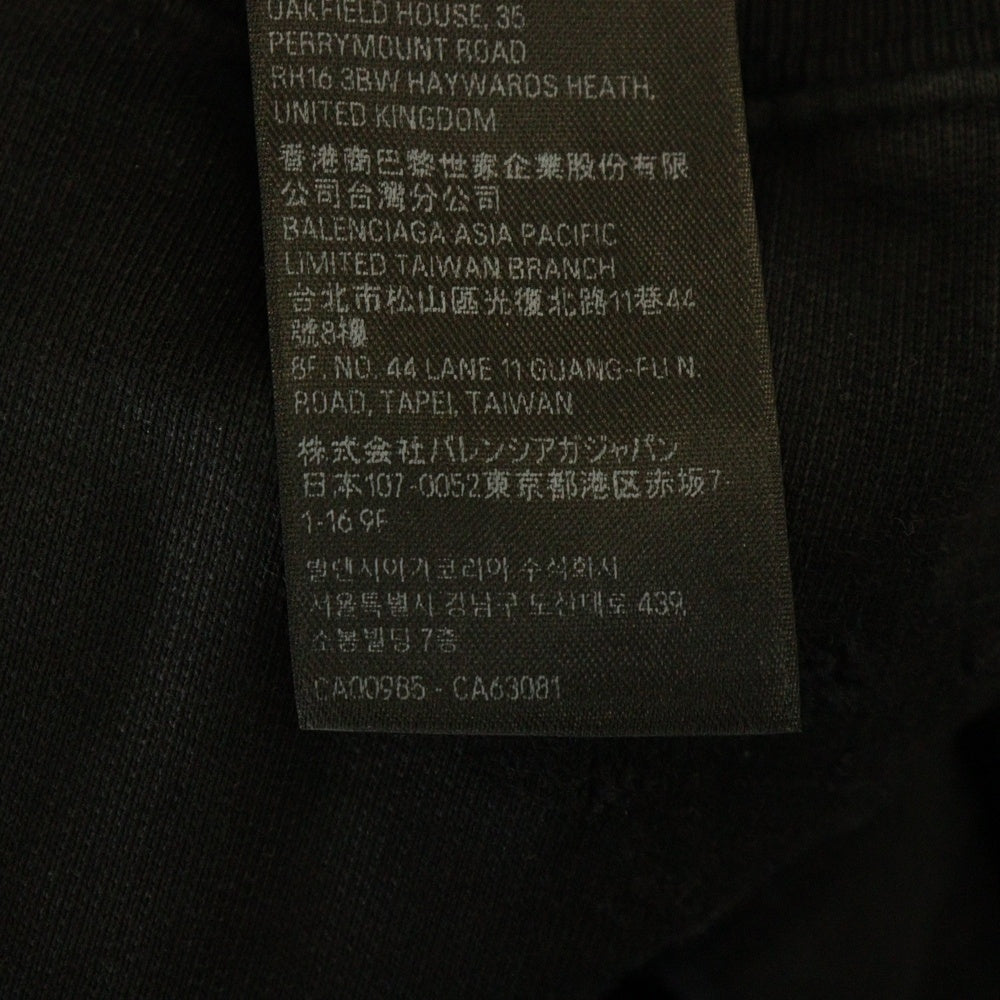 OAKFIELD HOUSE, 35
PERRYMOUNT ROAD
RH16 3BW HAYWARDS HEATH,
UNITED KINGDOM
香港商巴黎世家企業股份有限
公司台灣分公司
BALENCIAGA ASIA PACIFIC
LIMITED TAIWAN BRANCH
台北市松山區光復北路11巷44
號8樓
8F, NO. 44 LANE 11 GUANG-FU N.
ROAD, TAPEI, TAIWAN
株式会社バレンシアガジャパン
日本107-0052東京都港区赤坂7-
1-16 9F
발렌시아가코리아 주식회사
서울특별시 강남구 도산대로 439,
소봉빌딩 7층
CA00985 - CA63081